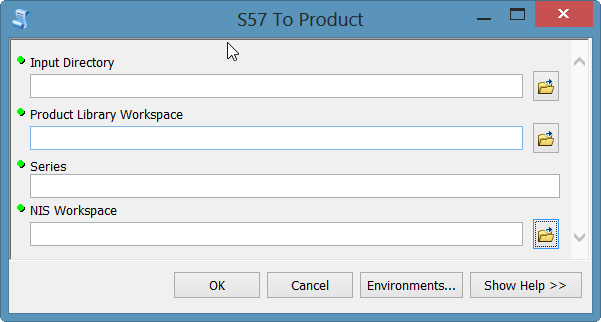 S57 To Product
Input Directory
Product Library Workspace
Series
NIS Workspace
OK
Cancel
Environments...
Show Help >>